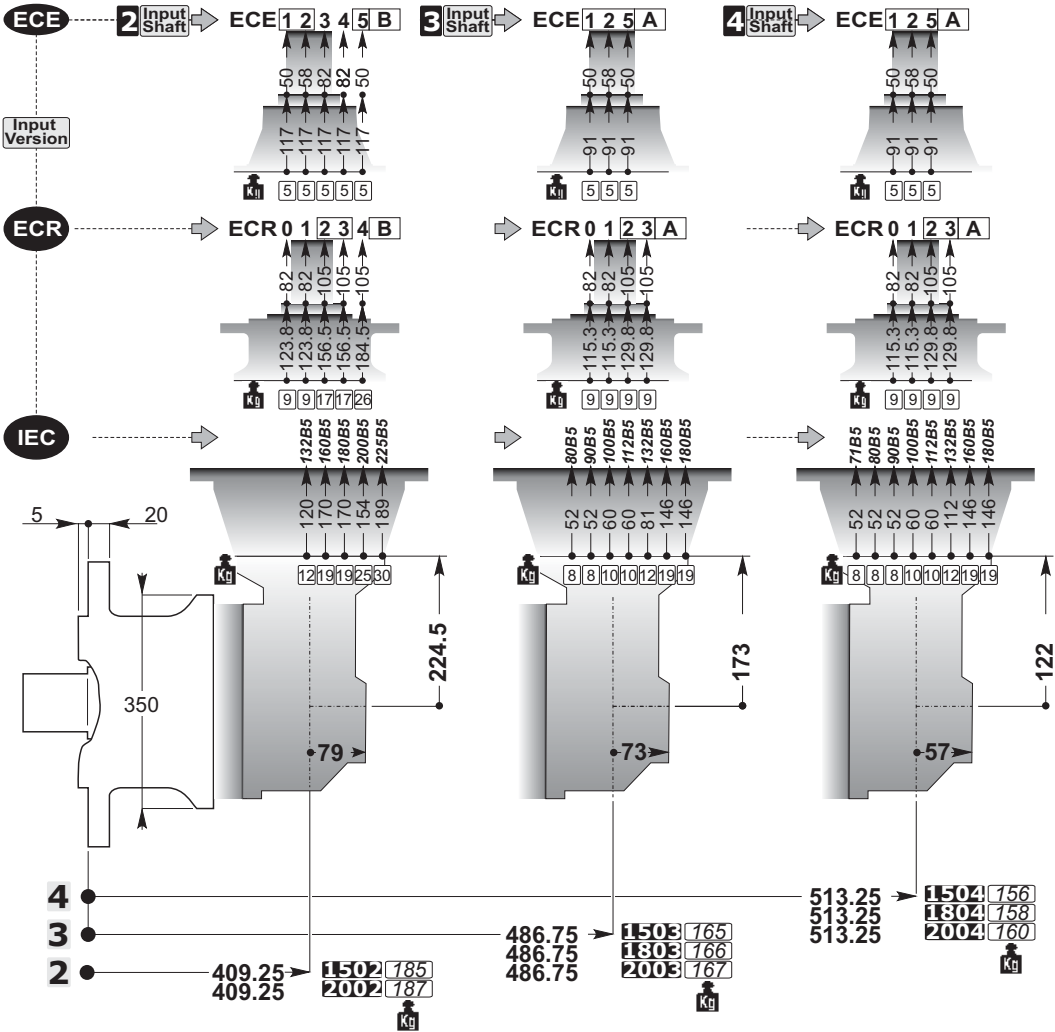 ECE
2 Input Shaft ECE 1 2 3 4 5 B
3 Input Shaft ECE 1 2 5 A
4 Input Shaft ECE 1 2 5 A
50 58 82 82 50
50 58 50
50 58 50
Input Version
117 117 117 117 117
91 91 91
91 91 91
Kg 5 5 5 5 5
Kg 5 5 5
Kg 5 5 5
ECR
ECR 0 1 2 3 4 B
ECR 0 1 2 3 A
ECR 0 1 2 3 A
82 82 105 105 105
82 82 105 105
82 82 105 105
123.8 123.8 156.5 156.5 184.5
115.3 115.3 129.8 129.8
115.3 115.3 129.8 129.8
Kg 9 9 17 17 26
Kg 9 9 9 9
Kg 9 9 9 9
IEC
132B5 160B5 180B5 200B5 225B5
80B5 90B5 100B5 112B5 132B5 160B5 180B5
71B5 80B5 90B5 100B5 112B5 132B5 160B5 180B5
120 170 170 154 189
52 52 60 60 81 146 146
52 52 52 60 60 112 146 146
Kg 12 19 19 25 30
Kg 8 8 10 10 12 19 19
Kg 8 8 8 10 10 12 19 19
5 20
350
224.5
173
122
79
73
57
4
513.25 1504 156
513.25 1804 158
513.25 2004 160
Kg
3
486.75 1503 165
486.75 1803 166
486.75 2003 167
Kg
2
409.25 1502 185
409.25 2002 187
Kg